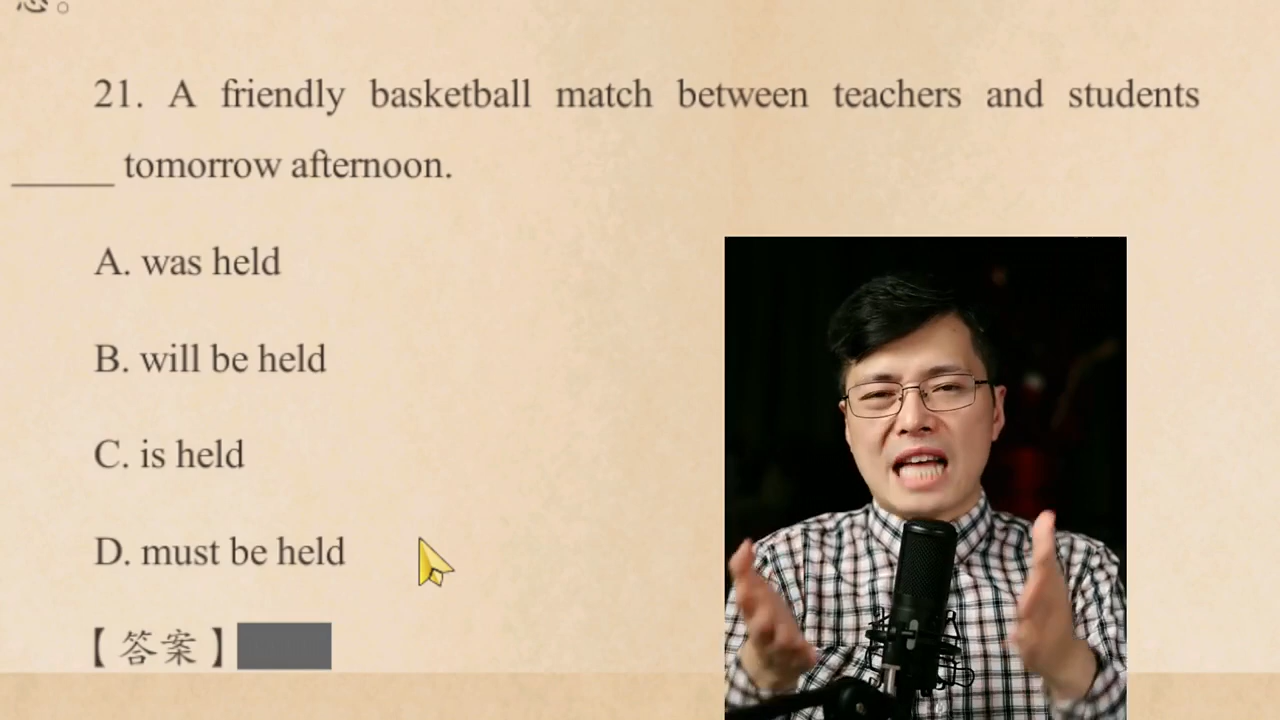 21. A friendly basketball match between teachers and students
_____ tomorrow afternoon.
A. was held
B. will be held
C. is held
D. must be held
【答案】